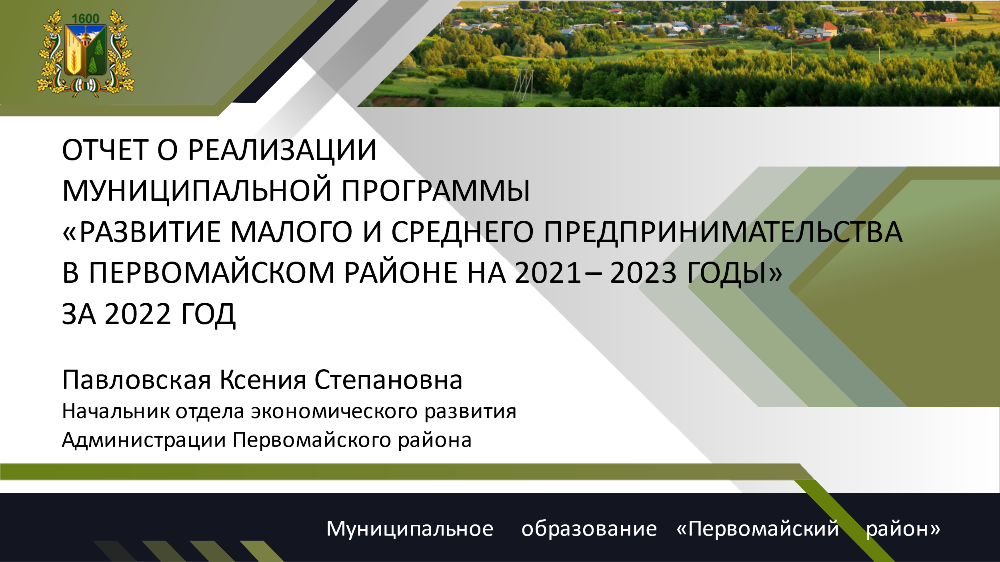 1600
ОТЧЕТ О РЕАЛИЗАЦИИ
МУНИЦИПАЛЬНОЙ ПРОГРАММЫ
«РАЗВИТИЕ МАЛОГО И СРЕДНЕГО ПРЕДПРИНИМАТЕЛЬСТВА
В ПЕРВОМАЙСКОМ РАЙОНЕ НА 2021– 2023 ГОДЫ»
ЗА 2022 ГОД
Павловская Ксения Степановна
Начальник отдела экономического развития
Администрации Первомайского района
Муниципальное образование «Первомайский район»